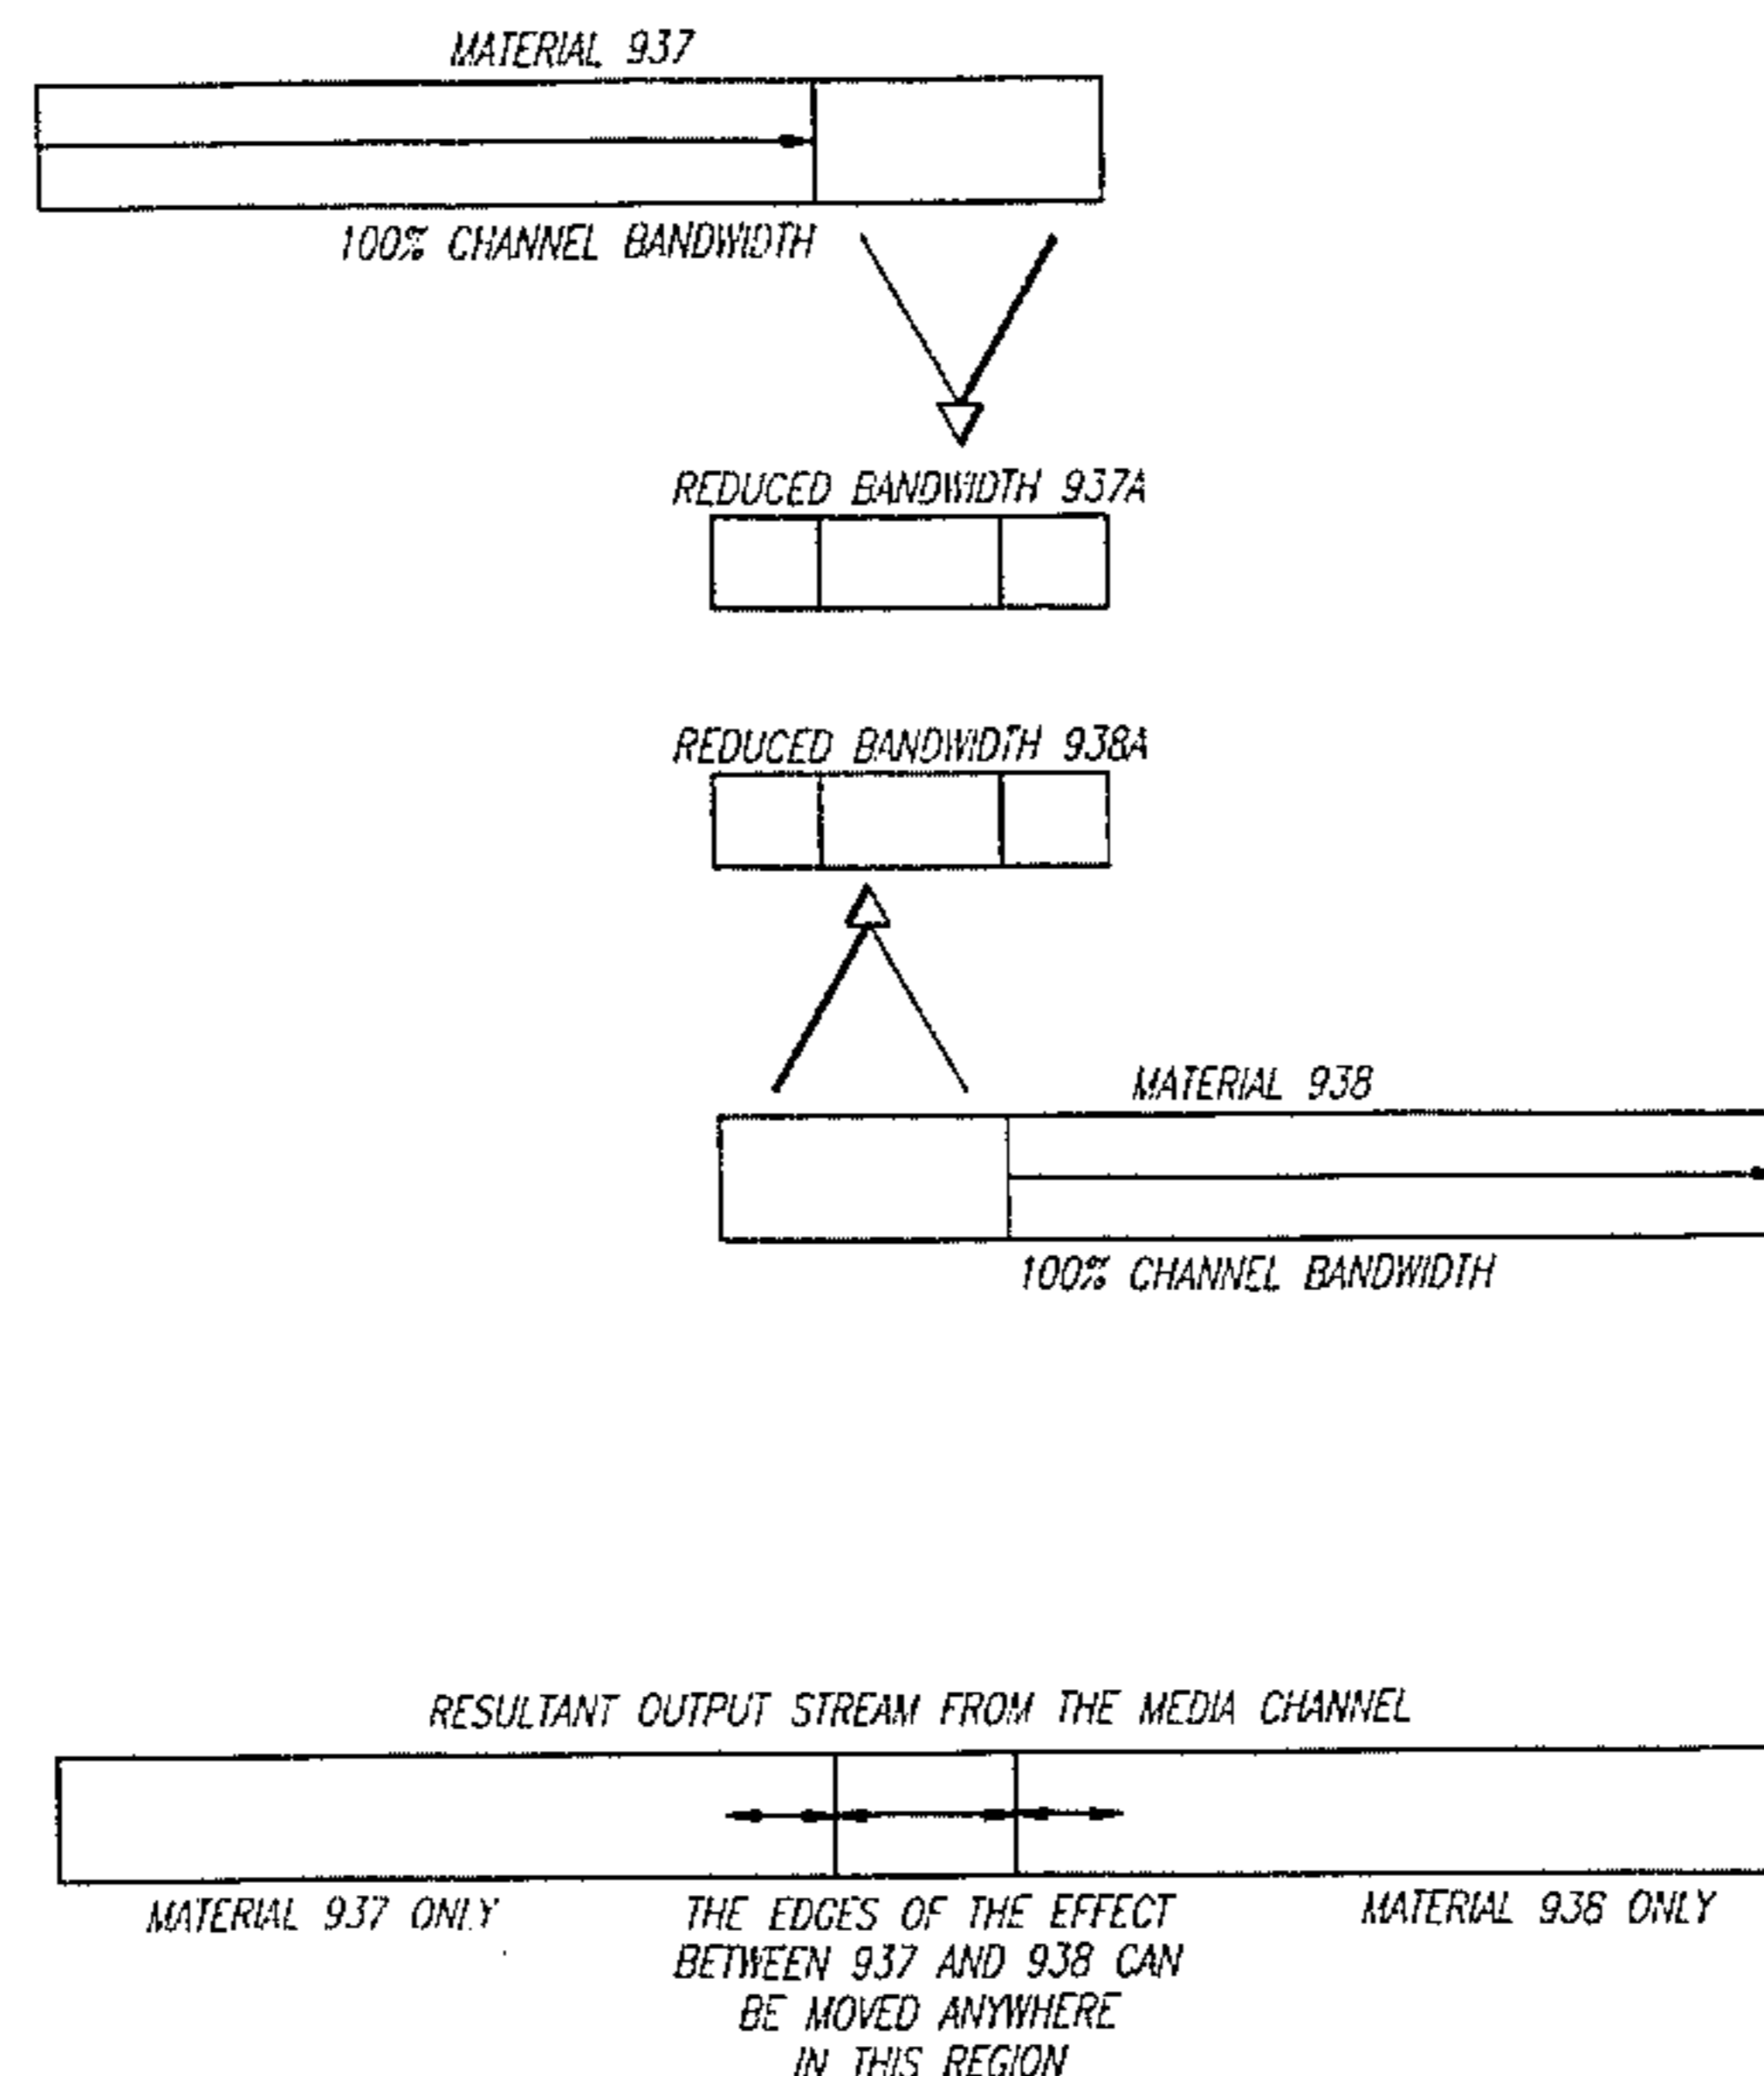 MATERIAL 937
100% CHANNEL BANDWIDTH
REDUCED BANDWIDTH 937A
REDUCED BANDWIDTH 938A
MATERIAL 938
100% CHANNEL BANDWIDTH
RESULTANT OUTPUT STREAM FROM THE MEDIA CHANNEL
MATERIAL 937 ONLY
THE EDGES OF THE EFFECT
BETWEEN 937 AND 938 CAN
BE MOVED ANYWHERE
IN THIS REGION
MATERIAL 938 ONLY